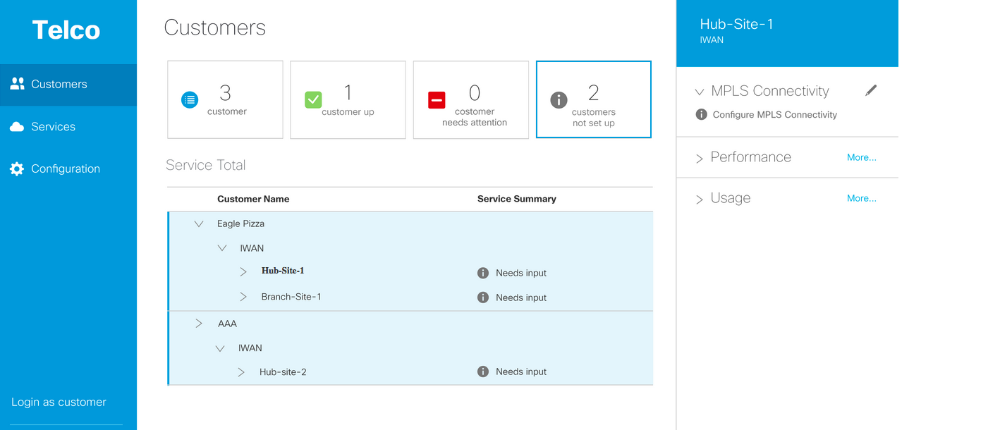 Telco
Customers
Services
Configuration
Login as customer
Customers
3
customer
1
customer up
0
costomer
needs attention
2
customers
not set up
Service Total
Customer Name Service Summary
Eagle Pizza
IWAN
Hub-Site-1 Needs input
Branch-Site-1 Needs input
AAA
IWAN
Hub-site-2 Needs input
Hub-Site-1
IWAN
MPLS Connectivity
Configure MPLS Connectivity
Performance More...
Usage More...